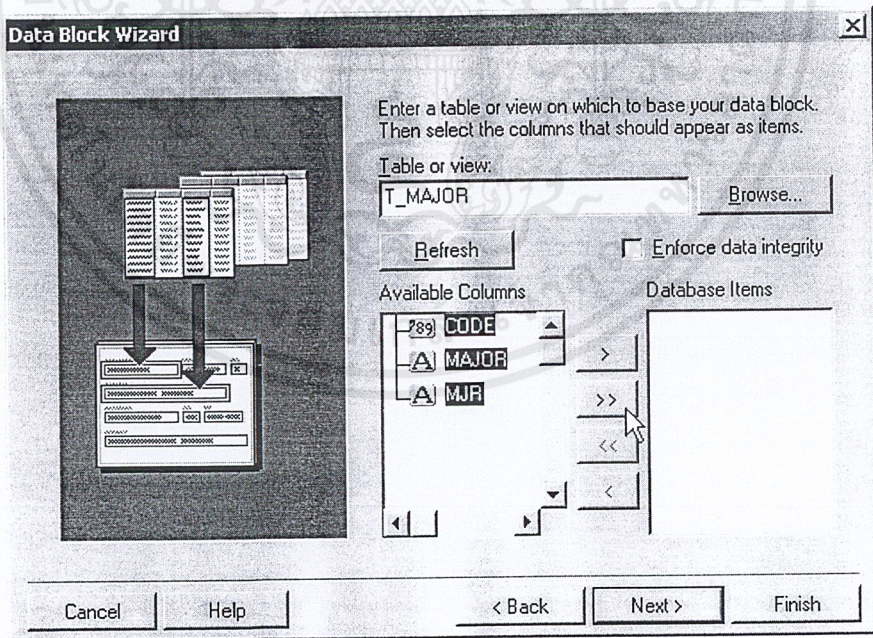 Data Block Wizard
Enter a table or view on which to base your data block.
Then select the columns that should appear as items.
Table or view:
T_MAJOR
Browse...
Refresh
Enforce data integrity
Available Columns
Database Items
789 CODE
A MAJOR
A MJR
>
>>
<<
<
Cancel
Help
< Back
Next >
Finish